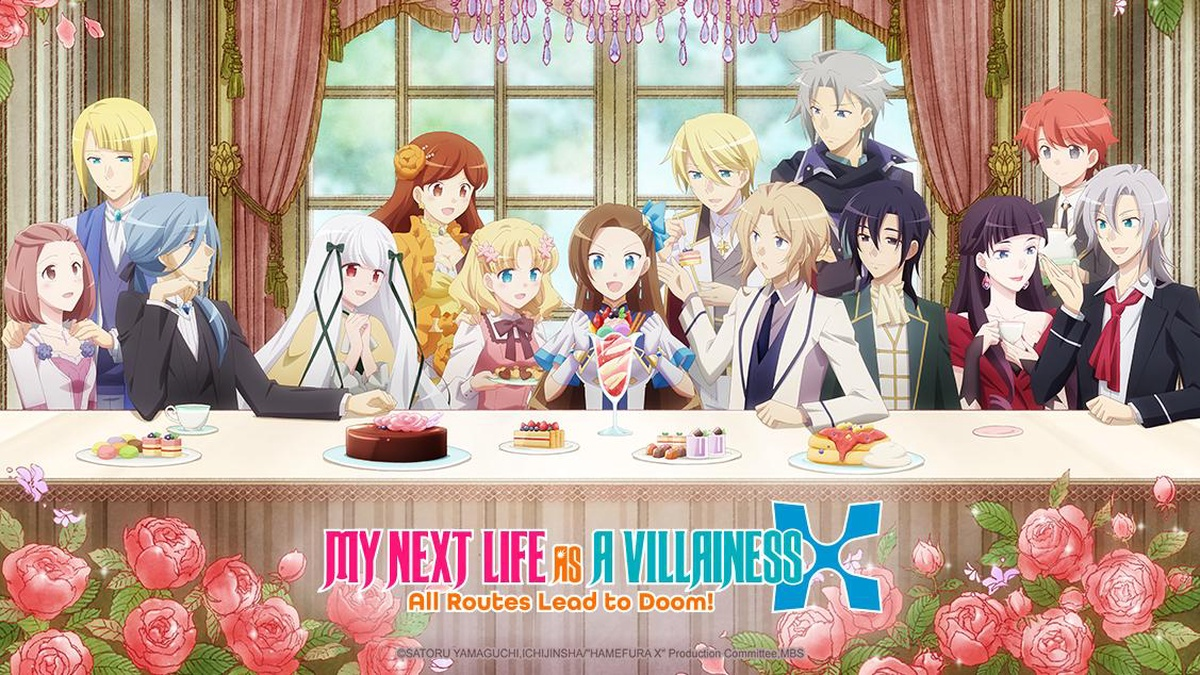 MY NEXT LIFE AS A VILLAINESS X
All Routes Lead to Doom!
©SATORU YAMAGUCHI,ICHIJINSHA/"HAMEFURA X" Production Committee,MBS